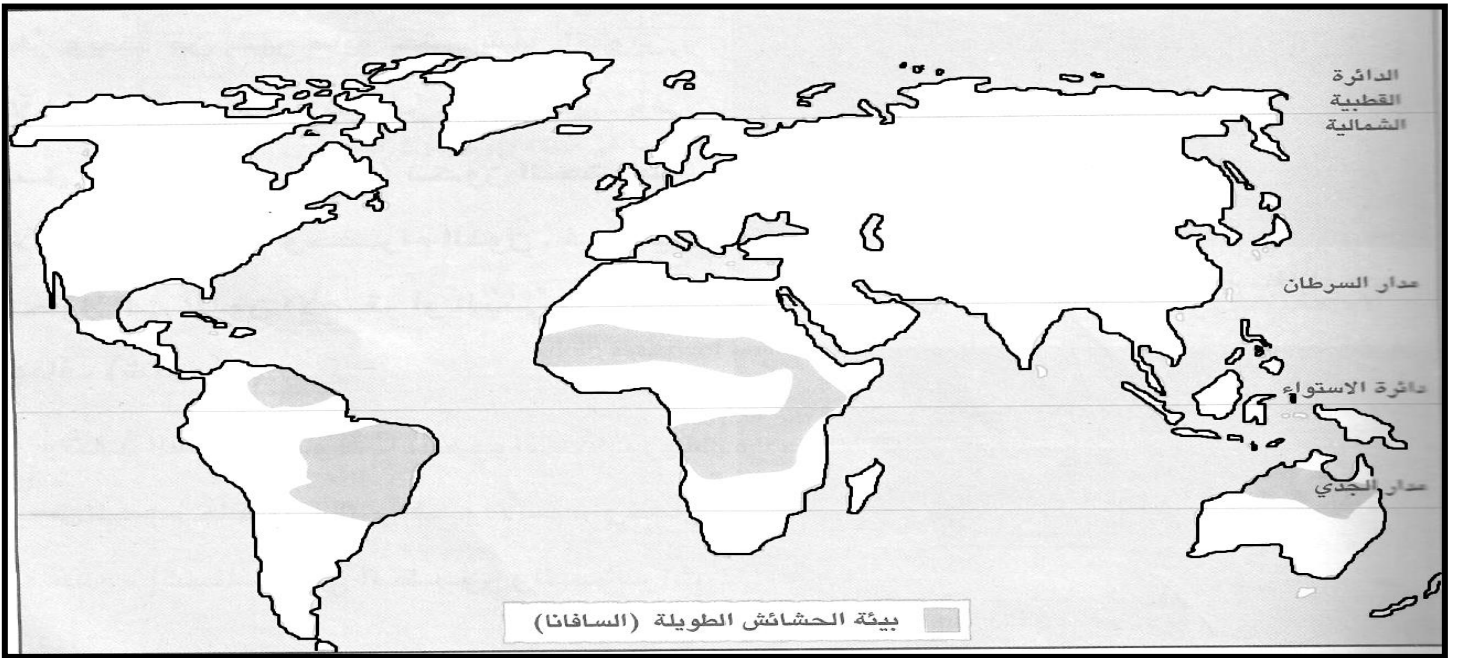 الدائرة
القطبية
الشمالية
مدار السرطان
دائرة الاستواء
مدار الجدي
بيئة الحشائش الطويلة (السافانا)